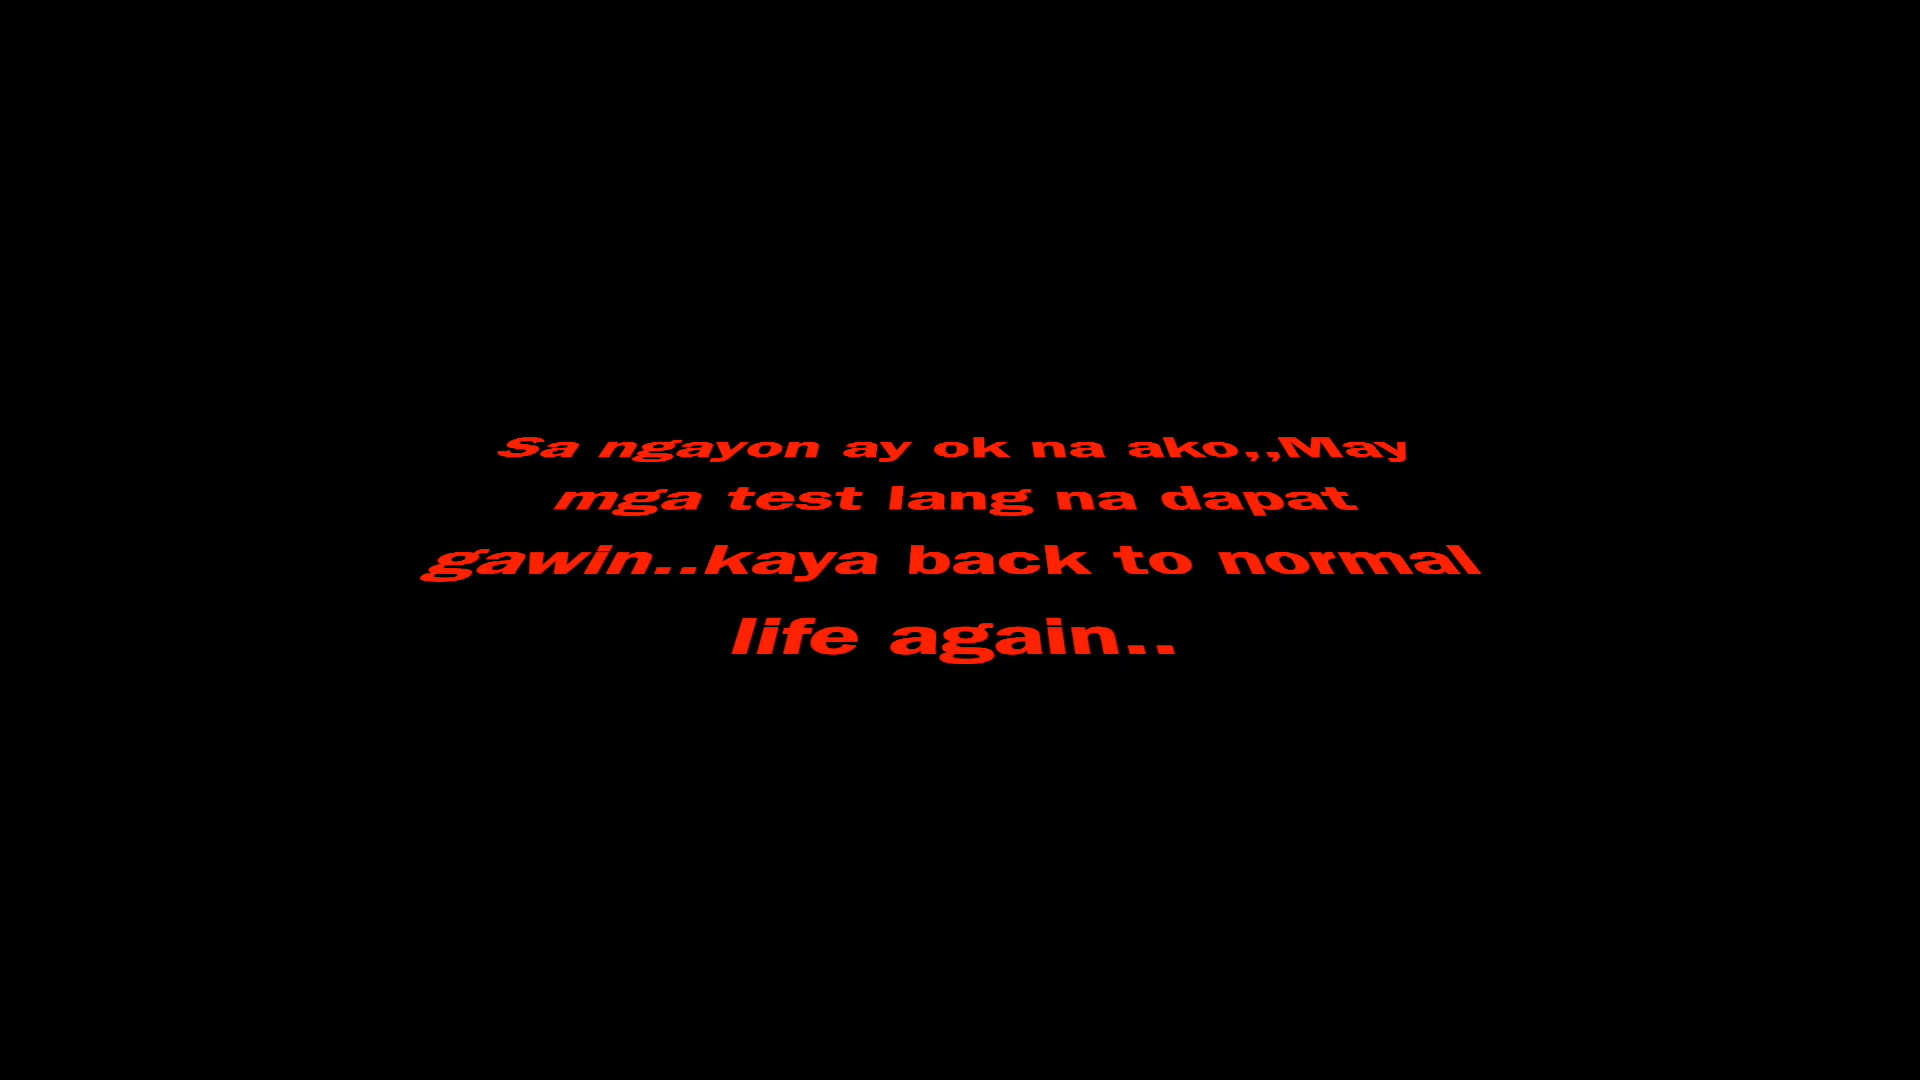 Sa ngayon ay ok na ako,,May
mga test lang na dapat
gawin..kaya back to normal
life again..